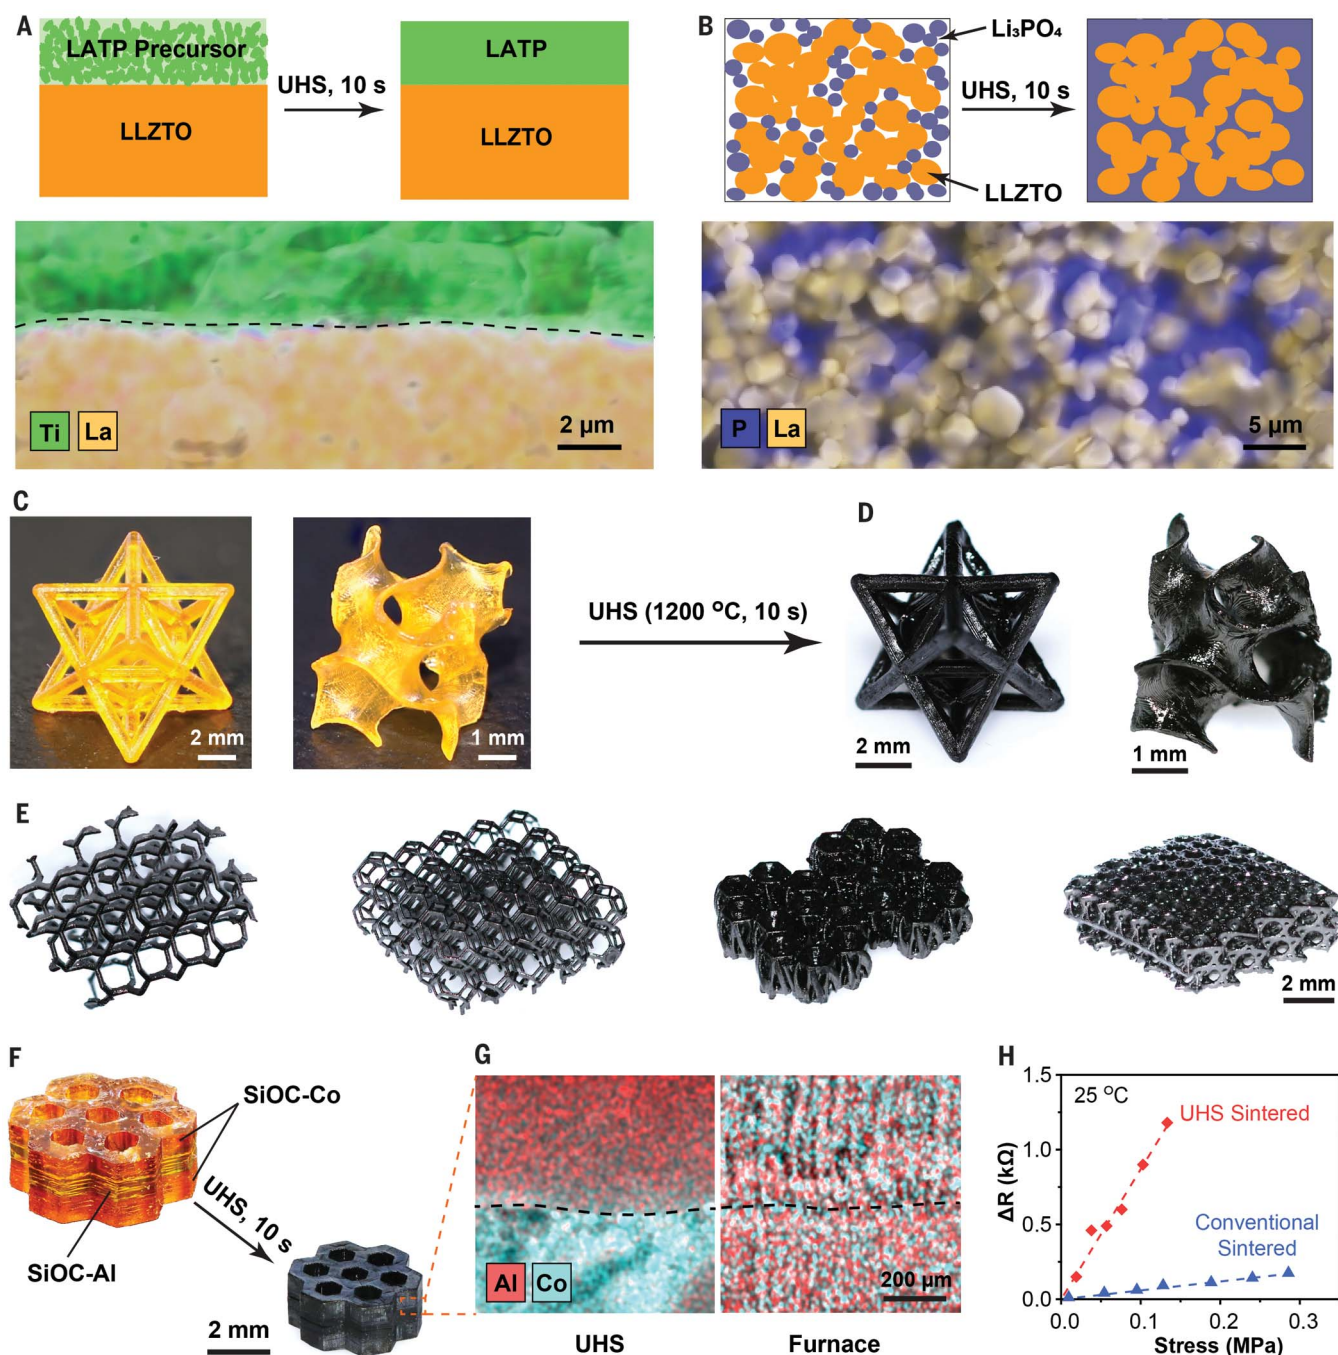 A
LATP Precursor
LLZTO
UHS, 10 s
LATP
LLZTO
Ti La
2 µm
B
Li₃PO₄
UHS, 10 s
LLZTO
P La
5 µm
C
2 mm
1 mm
UHS (1200 °C, 10 s)
D
2 mm
1 mm
E
2 mm
F
SiOC-Co
UHS, 10 s
SiOC-Al
2 mm
G
Al Co
200 µm
UHS
Furnace
H
25 °C
UHS Sintered
Conventional
Sintered
ΔR (kΩ)
1.5
1.0
0.5
0.0
0.0 0.1 0.2 0.3
Stress (MPa)